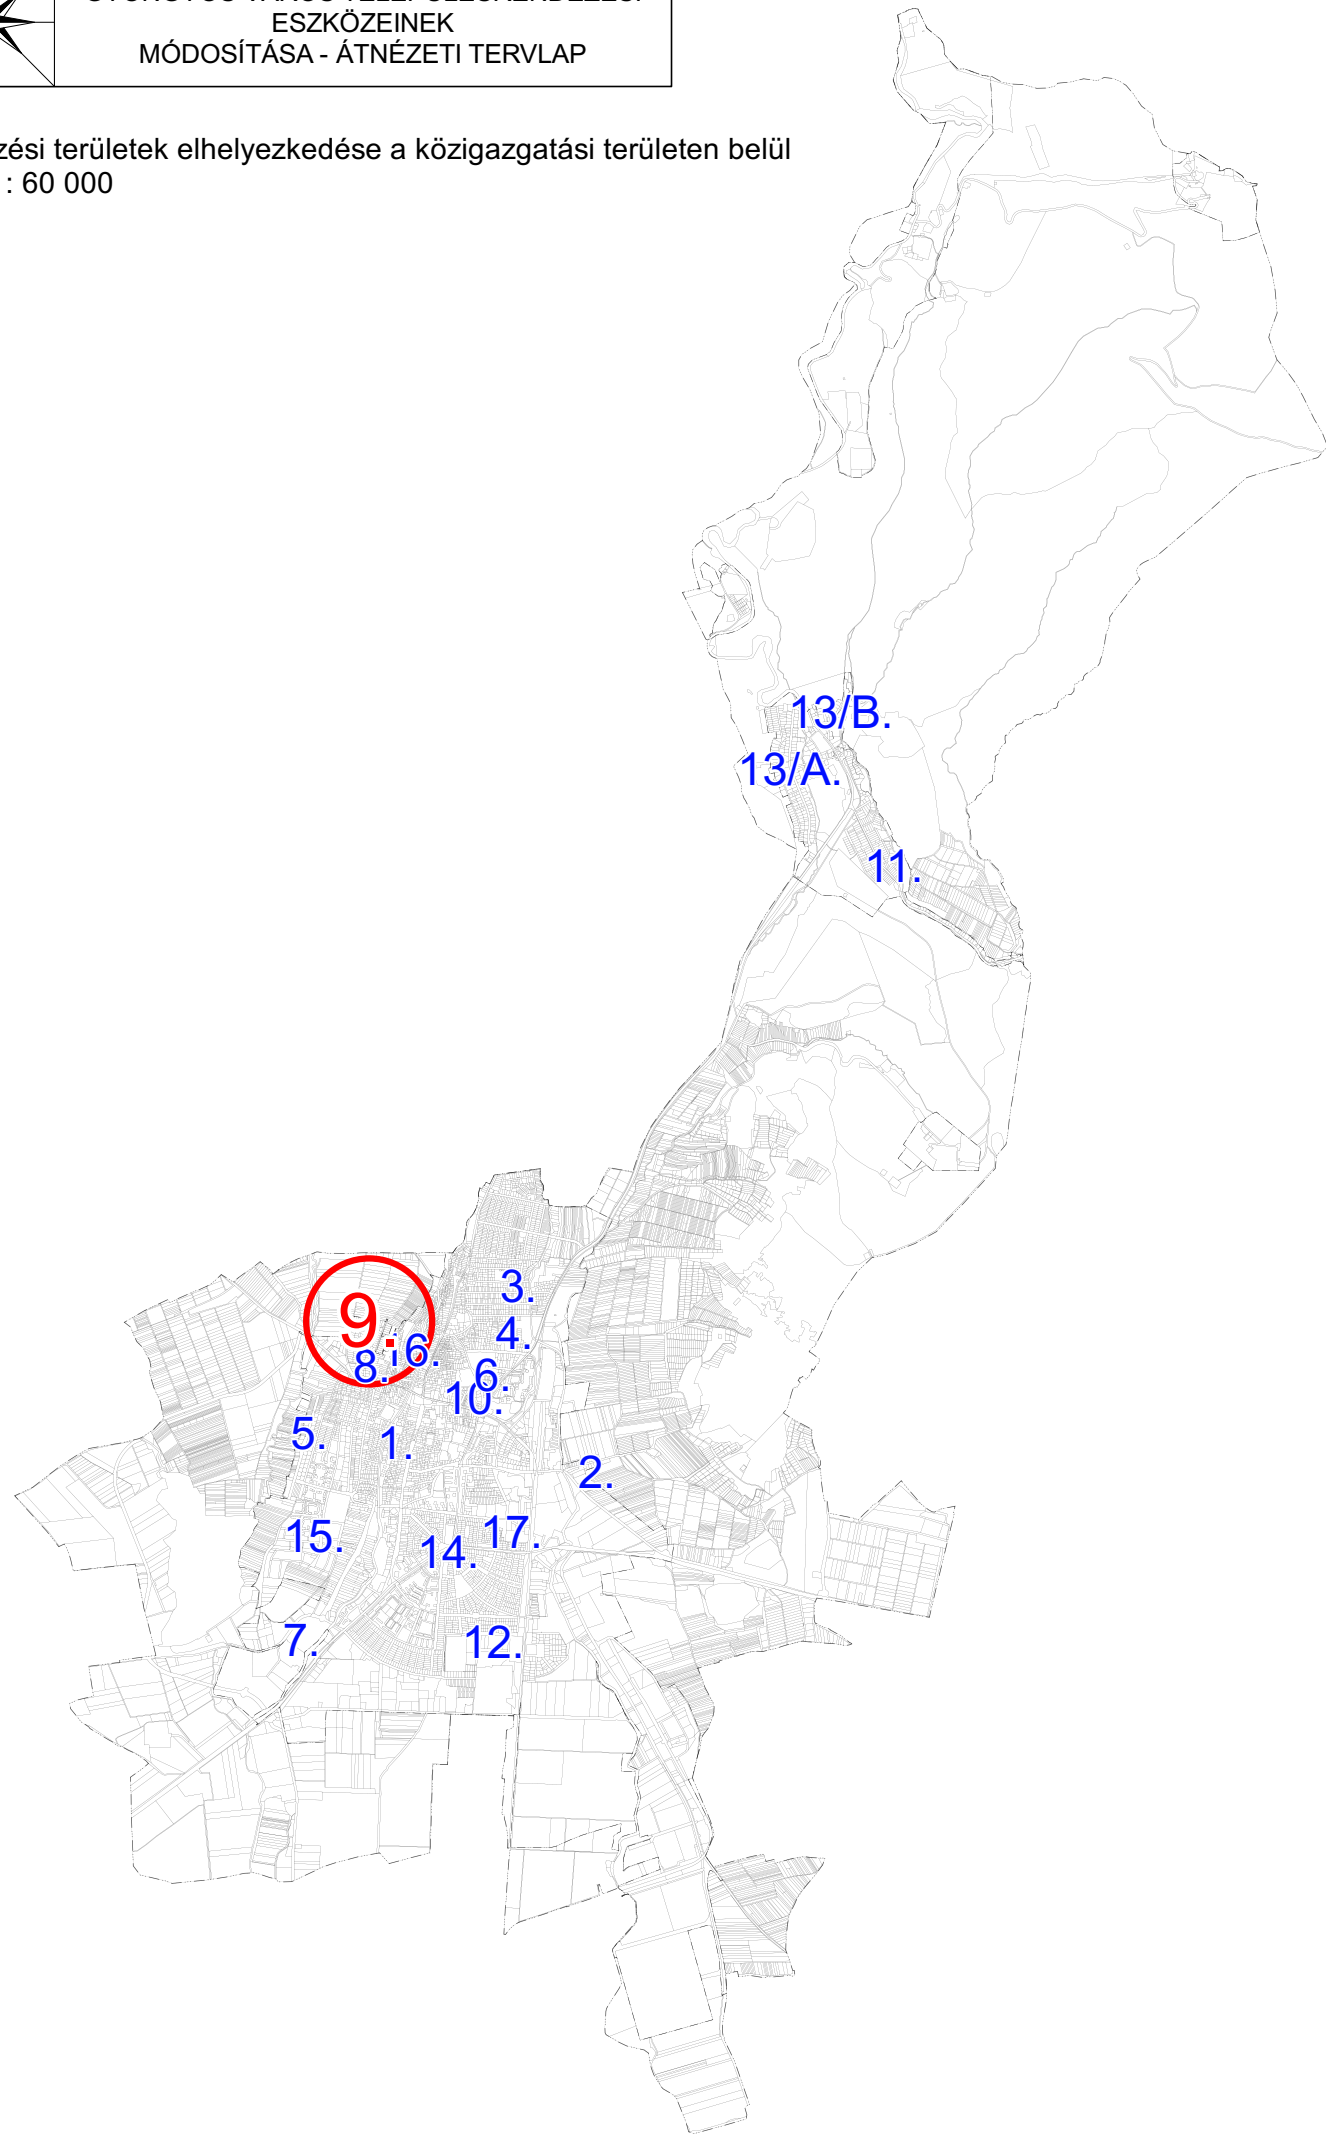 ESZKÖZEINEK
MÓDOSÍTÁSA - ÁTNÉZETI TERVLAP
zési területek elhelyezkedése a közigazgatási területen belül
: 60 000
13/B.
13/A.
11.
3.
9.
4.
16.
8.
6.
10.
5.
1.
2.
17.
15.
14.
7.
12.